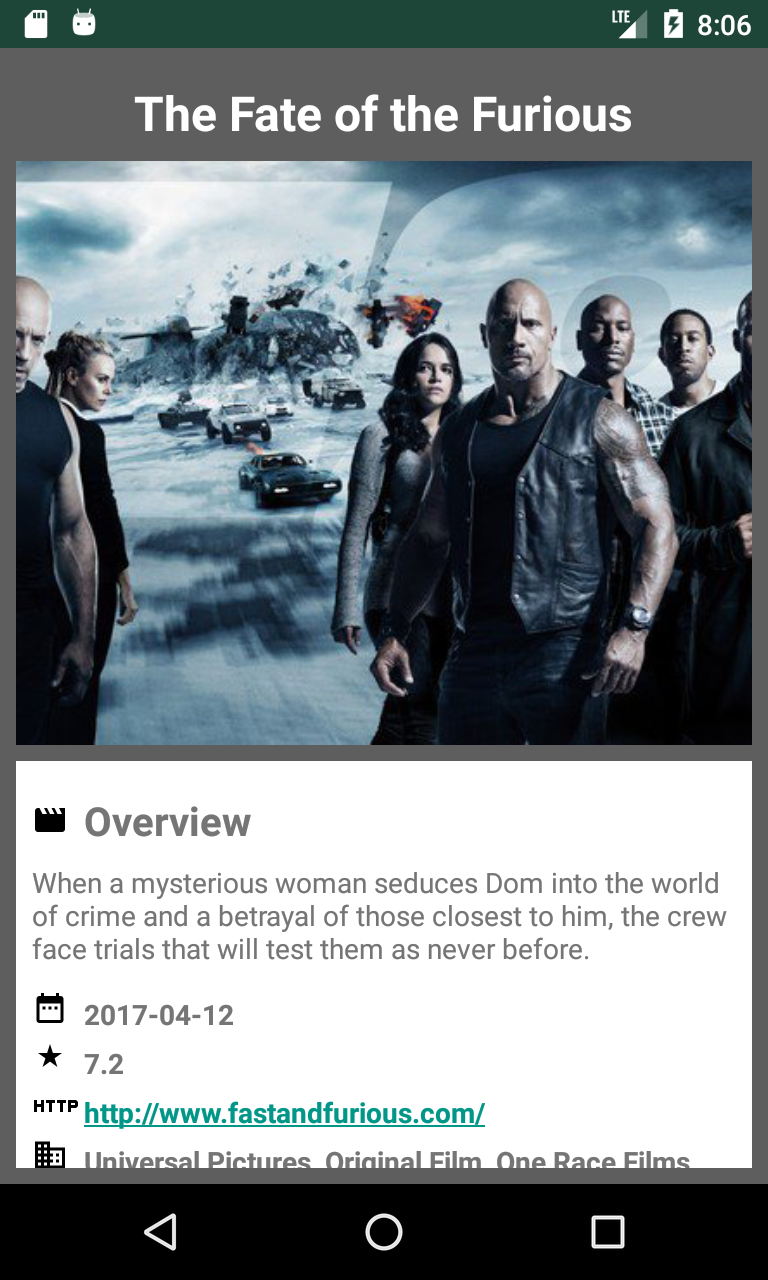 LTE 8:06
The Fate of the Furious
Overview
When a mysterious woman seduces Dom into the world
of crime and a betrayal of those closest to him, the crew
face trials that will test them as never before.
2017-04-12
7.2
HTTP http://www.fastandfurious.com/
Universal Pictures, Original Film, One Race Films